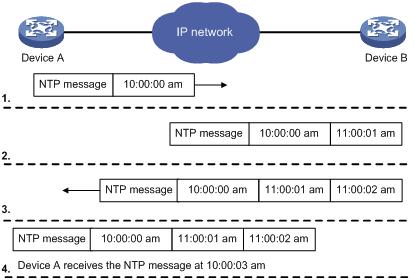 IP network
Device A
Device B
NTP message 10:00:00 am
1.
NTP message 10:00:00 am 11:00:01 am
2.
NTP message 10:00:00 am 11:00:01 am 11:00:02 am
3.
NTP message 10:00:00 am 11:00:01 am 11:00:02 am
4. Device A receives the NTP message at 10:00:03 am